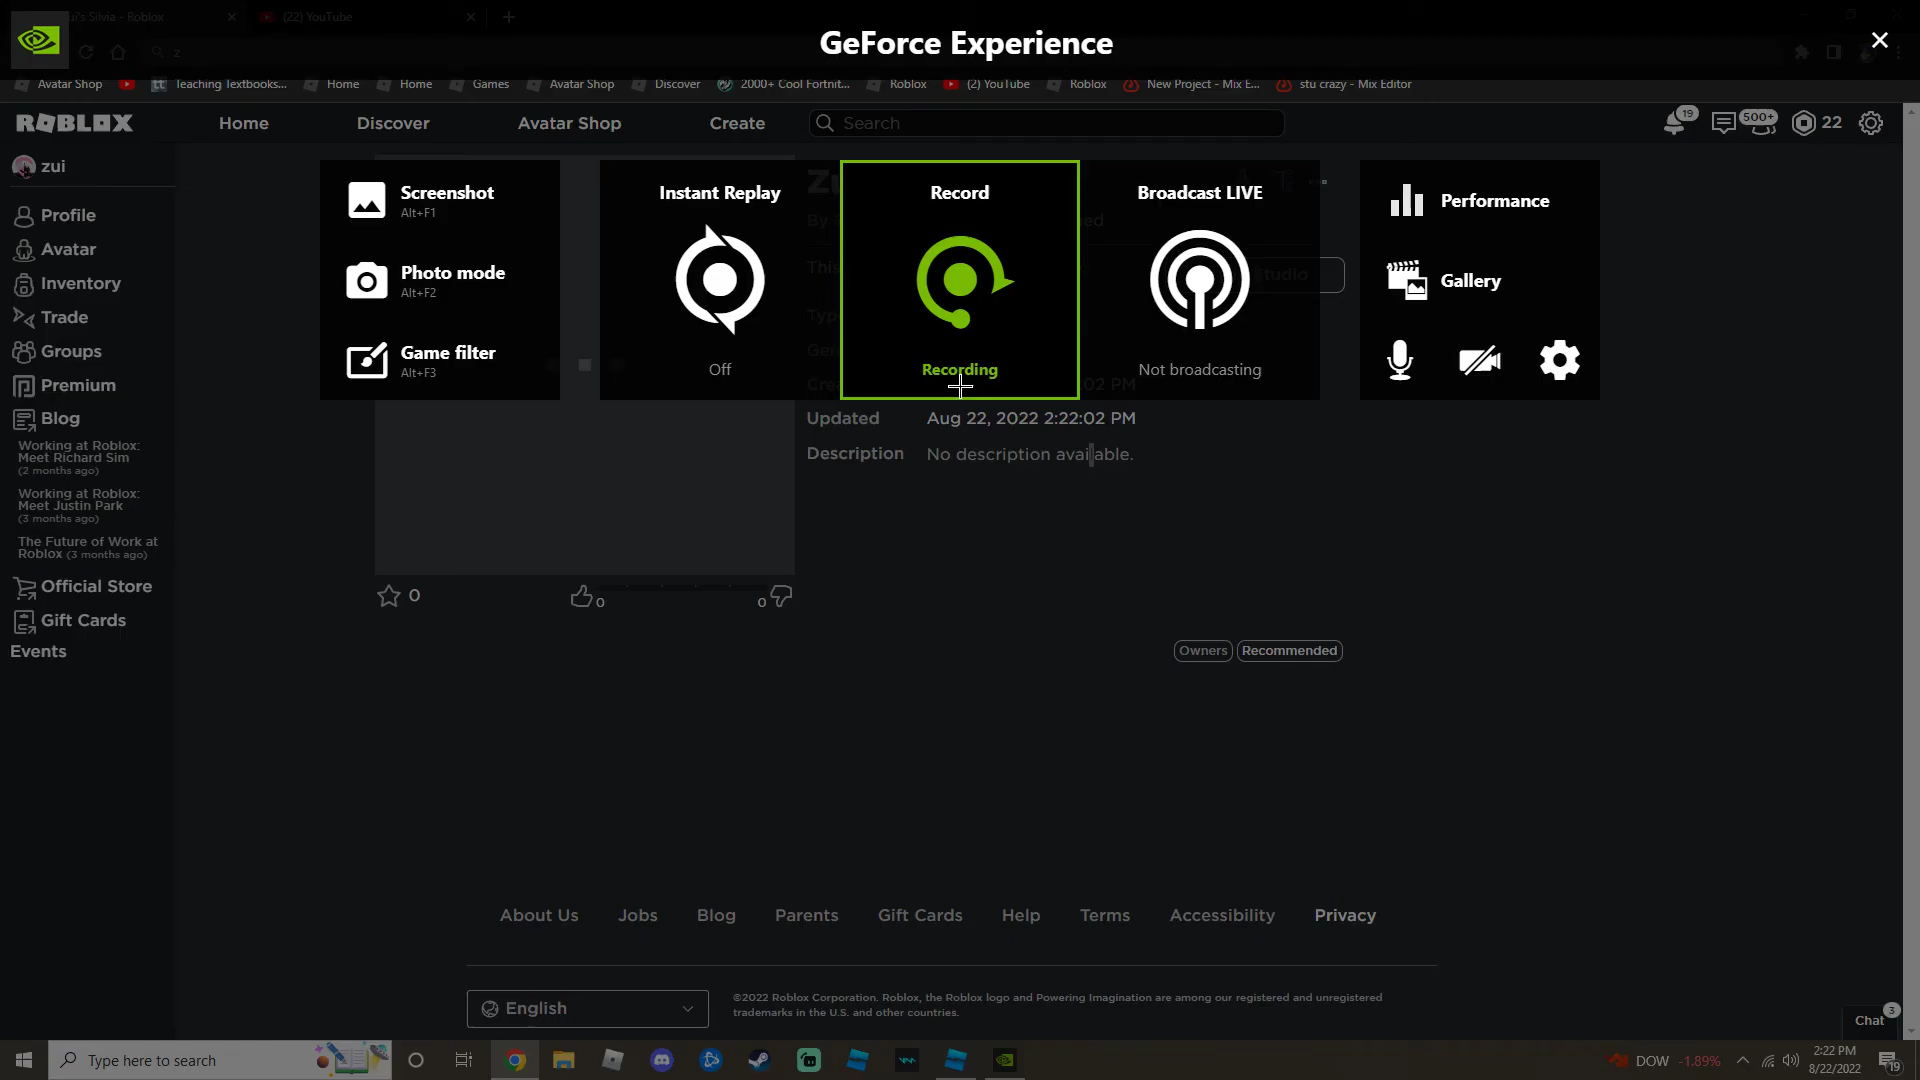 ui's Silvia - Roblox
(22) YouTube
GeForce Experience
z
Avatar Shop
tt Teaching Textbooks...
Home
Home
Games
Avatar Shop
Discover
2000+ Cool Fortnit...
Roblox
(2) YouTube
Roblox
New Project - Mix E...
stu crazy - Mix Editor
ROBLOX
Home
Discover
Avatar Shop
Create
Search
19
500+
22
zui
Profile
Avatar
Inventory
Trade
Groups
Premium
Blog
Working at Roblox:
Meet Richard Sim
(2 months ago)
Working at Roblox:
Meet Justin Park
(3 months ago)
The Future of Work at
Roblox (3 months ago)
Official Store
Gift Cards
Events
Screenshot
Alt+F1
Photo mode
Alt+F2
Game filter
Alt+F3
Instant Replay
Off
Record
Recording
Broadcast LIVE
Not broadcasting
Performance
Gallery
Updated Aug 22, 2022 2:22:02 PM
Description No description available.
0
0
0
Owners
Recommended
About Us
Jobs
Blog
Parents
Gift Cards
Help
Terms
Accessibility
Privacy
English
©2022 Roblox Corporation. Roblox, the Roblox logo and Powering Imagination are among our registered and unregistered
trademarks in the U.S. and other countries.
Chat
3
Type here to search
DOW -1.89%
2:22 PM
8/22/2022
19